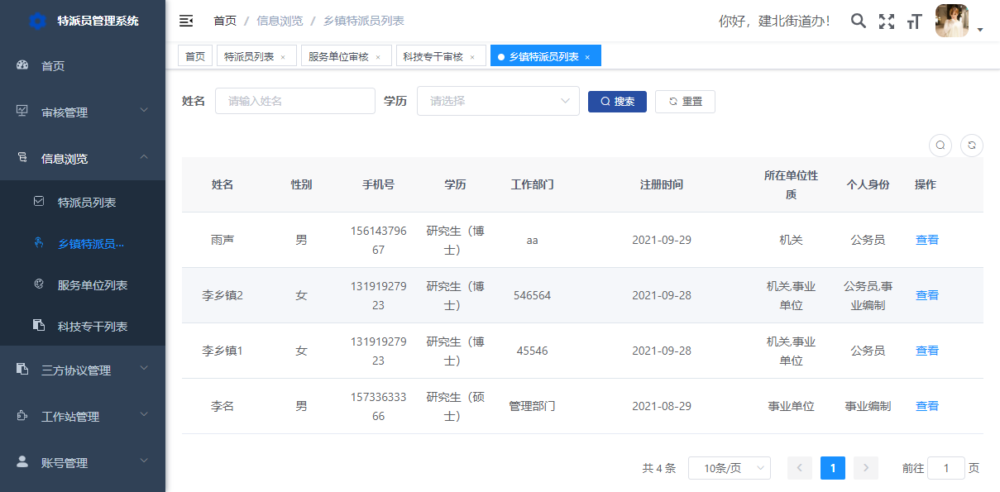 特派员管理系统
首页
审核管理
信息浏览
特派员列表
乡镇特派员...
服务单位列表
科技专干列表
三方协议管理
工作站管理
账号管理
首页 / 信息浏览 / 乡镇特派员列表
你好，建北街道办！
首页 特派员列表 × 服务单位审核 × 科技专干审核 × 乡镇特派员列表 ×
姓名 请输入姓名 学历 请选择 搜索 重置
姓名 性别 手机号 学历 工作部门 注册时间 所在单位性质 个人身份 操作
雨声 男 15614379667 研究生（博士） aa 2021-09-29 机关 公务员 查看
李乡镇2 女 13191927923 研究生（博士） 546564 2021-09-28 机关,事业单位 公务员,事业编制 查看
李乡镇1 女 13191927923 研究生（博士） 45546 2021-09-28 机关,事业单位 公务员 查看
李名 男 15733633366 研究生（硕士） 管理部门 2021-08-29 事业单位 事业编制 查看
共 4 条 10条/页 1 前往 1 页